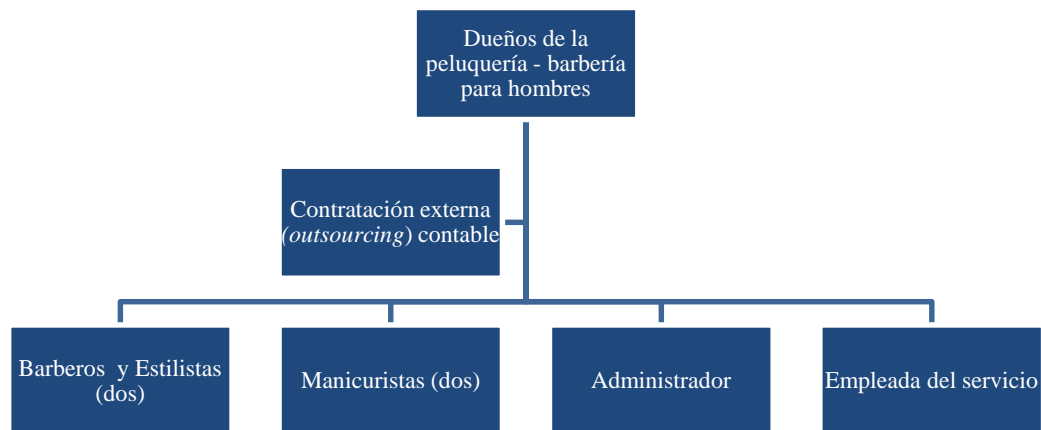 Dueños de la
peluquería - barbería
para hombres
Contratación externa
(outsourcing) contable
Barberos y Estilistas
(dos)
Manicuristas (dos)
Administrador
Empleada del servicio